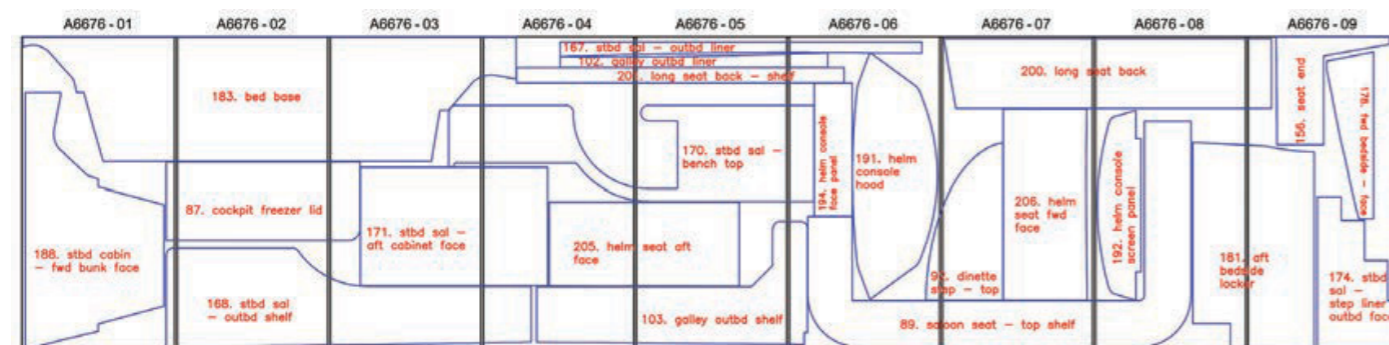 A6676 - 01
A6676 - 02
A6676 - 03
A6676 - 04
A6676 - 05
A6676 - 06
A6676 - 07
A6676 - 08
A6676 - 09
167. stbd sal - outbd liner
102. galley outbd liner
201. long seat back - shelf
200. long seat back
156. seat end
178. fwd bedside - face
183. bed base
170. stbd sal -
bench top
194. helm console
face panel
191. helm
console
hood
206. helm
seat fwd
face
192. helm console
screen panel
87. cockpit freezer lid
171. stbd sal -
aft cabinet face
205. helm seat aft
face
188. stbd cabin
- fwd bunk face
92. dinette
step - top
181. aft
bedside
locker
174. stbd
sal -
step liner
outbd face
168. stbd sal
- outbd shelf
103. galley outbd shelf
89. saloon seat - top shelf